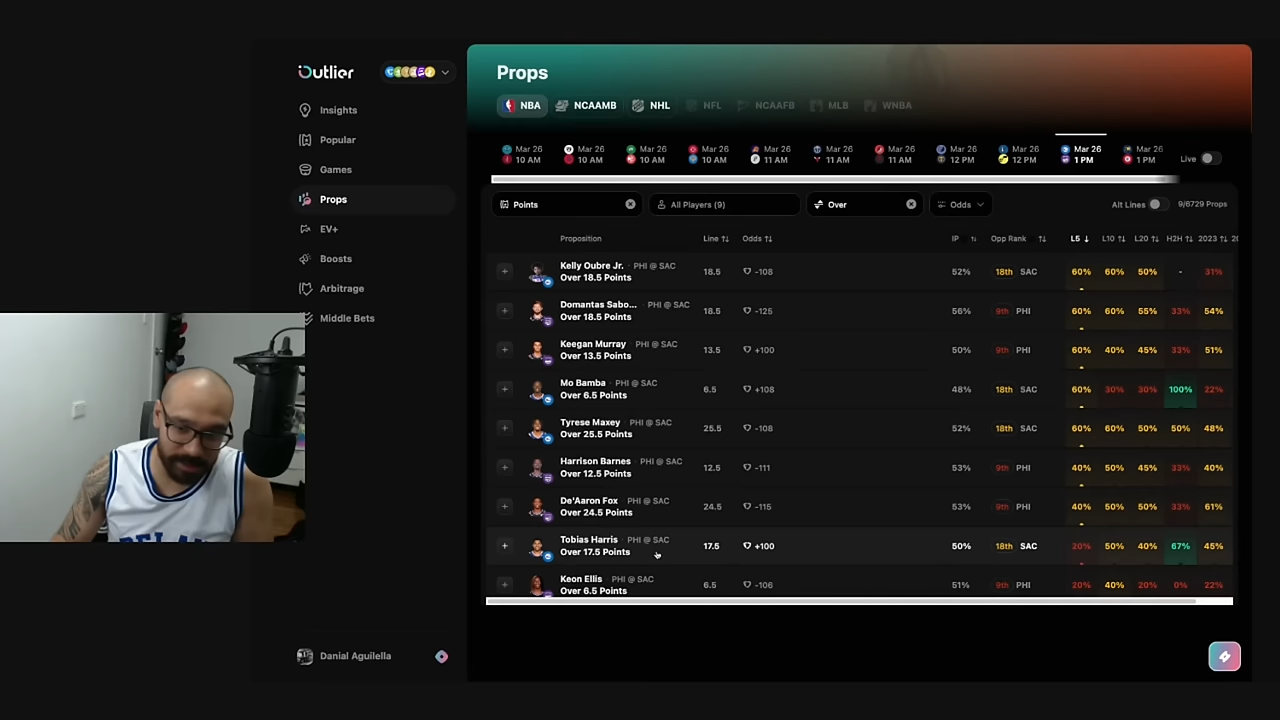 Outlier
Insights
Popular
Games
Props
EV+
Boosts
Arbitrage
Middle Bets
Danial Aguilella
Props
NBA NCAAMB NHL NFL NCAAFB MLB WNBA
Mar 26 Mar 26 Mar 26 Mar 26 Mar 26 Mar 26 Mar 26 Mar 26 Mar 26 Mar 26 Mar 26
10 AM 10 AM 10 AM 10 AM 11 AM 11 AM 11 AM 12 PM 12 PM 1 PM 1 PM Live
Points All Players (9) Over Odds Alt Lines 9/6729 Props
Proposition Line Odds IP Opp Rank L5 L10 L20 H2H 2023 20
Kelly Oubre Jr. · PHI @ SAC
Over 18.5 Points 18.5 -108 52% 18th SAC 60% 60% 50% - 31%
Domantas Sabo... · PHI @ SAC
Over 18.5 Points 18.5 -125 56% 9th PHI 60% 60% 55% 33% 54%
Keegan Murray · PHI @ SAC
Over 13.5 Points 13.5 +100 50% 9th PHI 60% 40% 45% 33% 51%
Mo Bamba · PHI @ SAC
Over 6.5 Points 6.5 +108 48% 18th SAC 60% 30% 30% 100% 22%
Tyrese Maxey · PHI @ SAC
Over 25.5 Points 25.5 -108 52% 18th SAC 60% 60% 50% 50% 48%
Harrison Barnes · PHI @ SAC
Over 12.5 Points 12.5 -111 53% 9th PHI 40% 50% 45% 33% 40%
De'Aaron Fox · PHI @ SAC
Over 24.5 Points 24.5 -115 53% 9th PHI 40% 50% 50% 33% 61%
Tobias Harris · PHI @ SAC
Over 17.5 Points 17.5 +100 50% 18th SAC 20% 50% 40% 67% 45%
Keon Ellis · PHI @ SAC
Over 6.5 Points 6.5 -106 51% 9th PHI 20% 40% 20% 0% 22%